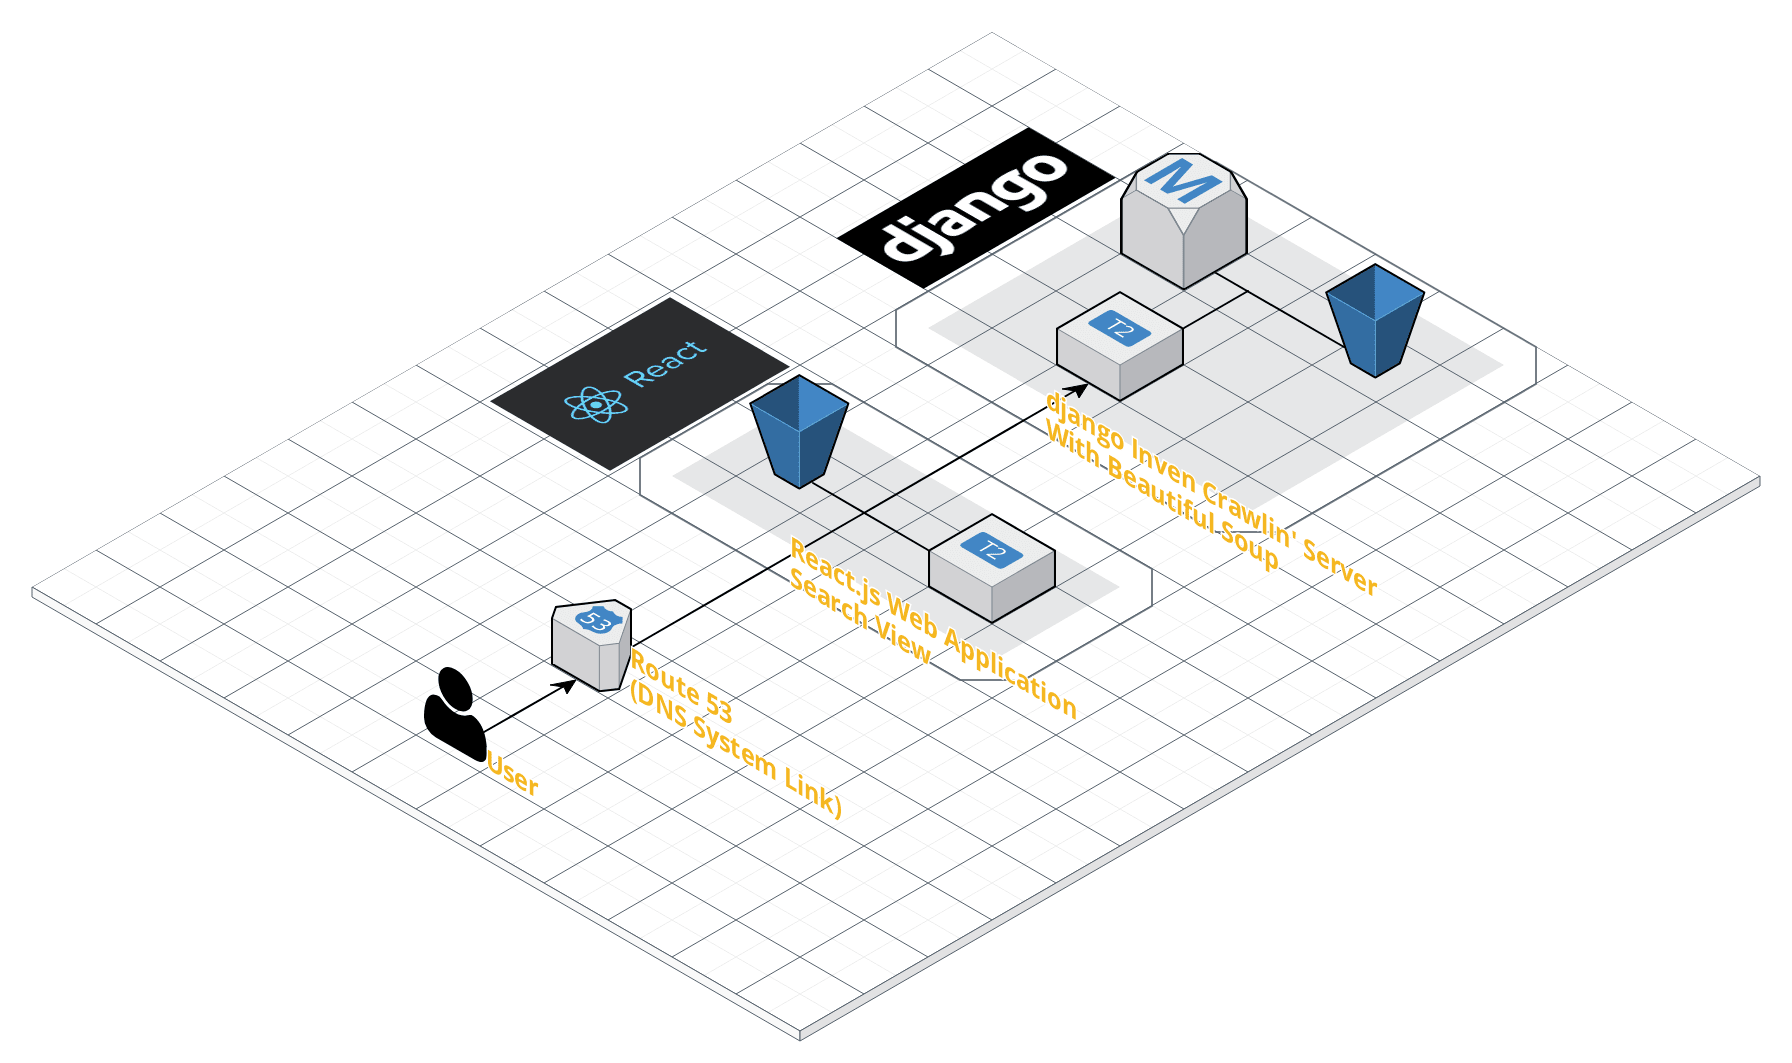 django
M
T2
React
django Inven Crawlin' Server
With Beautiful Soup
T2
React.js Web Application
Search View
53
Route 53
(DNS System Link)
User